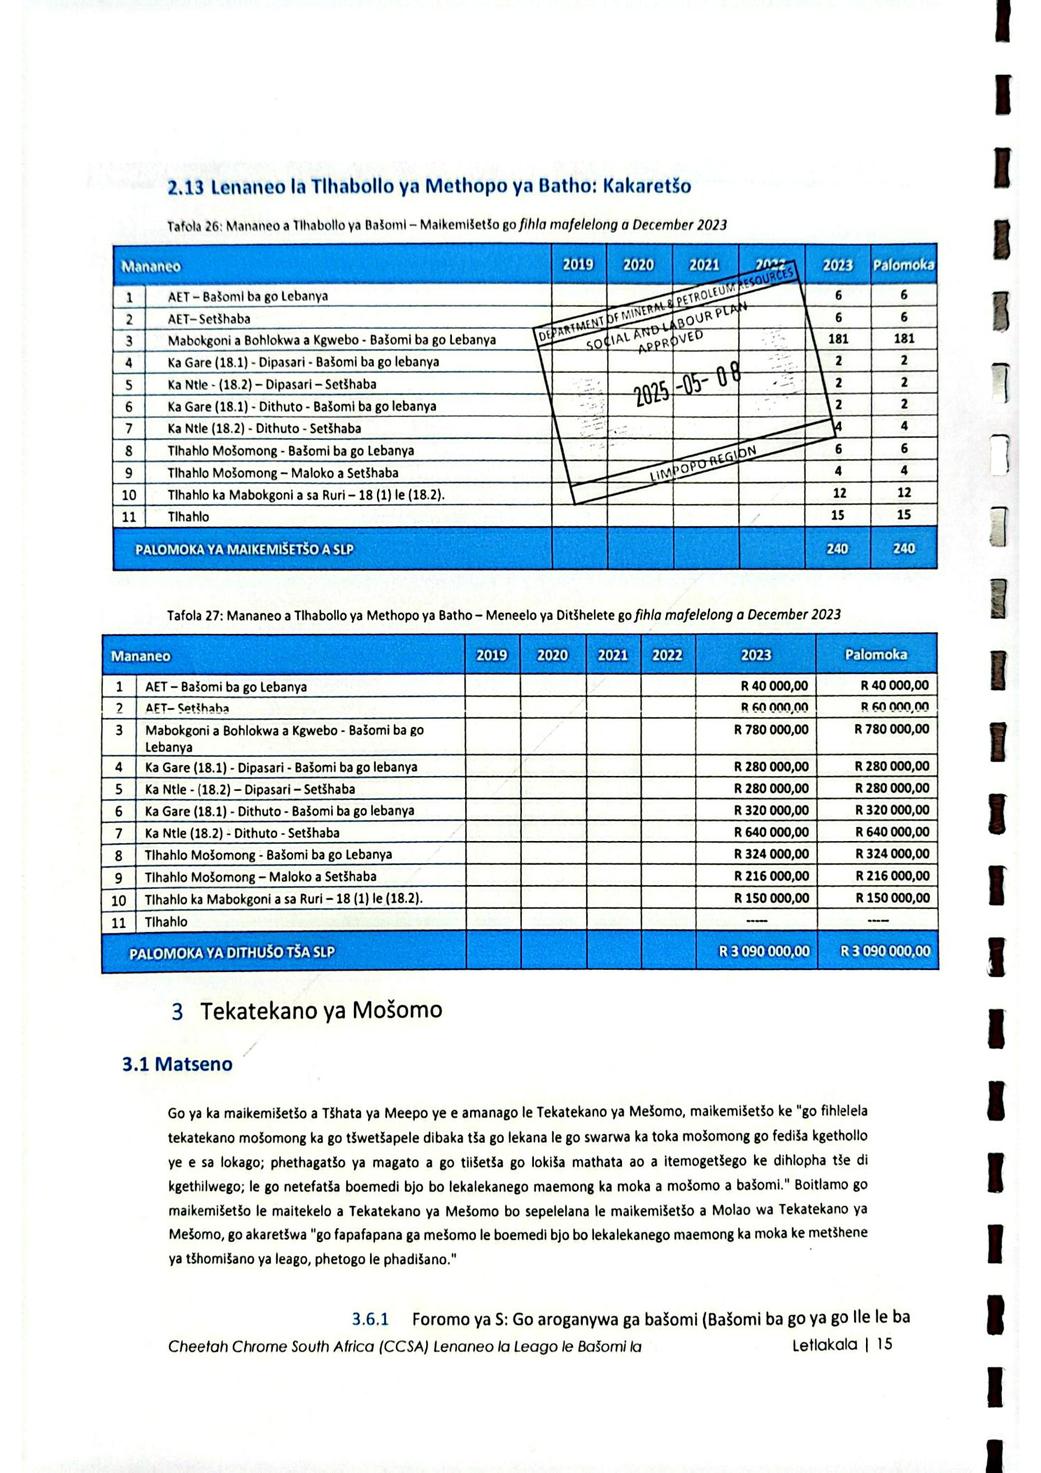 2.13 Lenaneo la Tlhabollo ya Methopo ya Batho: Kakaretšo
Tafola 26: Mananeo a Tlhabollo ya Bašomi – Maikemišetšo go fihla mafelelong a December 2023
Mananeo 2019 2020 2021 2022 2023 Palomoka
1 AET – Bašomi ba go Lebanya 6 6
2 AET– Setšhaba 6 6
3 Mabokgoni a Bohlokwa a Kgwebo - Bašomi ba go Lebanya 181 181
4 Ka Gare (18.1) - Dipasari - Bašomi ba go lebanya 2 2
5 Ka Ntle - (18.2) – Dipasari – Setšhaba 2 2
6 Ka Gare (18.1) - Dithuto - Bašomi ba go lebanya 2 2
7 Ka Ntle (18.2) - Dithuto - Setšhaba 4 4
8 Tlhahlo Mošomong - Bašomi ba go Lebanya 6 6
9 Tlhahlo Mošomong – Maloko a Setšhaba 4 4
10 Tlhahlo ka Mabokgoni a sa Ruri – 18 (1) le (18.2). 12 12
11 Tlhahlo 15 15
PALOMOKA YA MAIKEMIŠETŠO A SLP 240 240
DEPARTMENT OF MINERAL & PETROLEUM RESOURCES
SOCIAL AND LABOUR PLAN
APPROVED
2025 -05- 08
LIMPOPO REGION
Tafola 27: Mananeo a Tlhabollo ya Methopo ya Batho – Meneelo ya Ditšhelete go fihla mafelelong a December 2023
Mananeo 2019 2020 2021 2022 2023 Palomoka
1 AET – Bašomi ba go Lebanya R 40 000,00 R 40 000,00
2 AET– Setšhaba R 60 000,00 R 60 000,00
3 Mabokgoni a Bohlokwa a Kgwebo - Bašomi ba go R 780 000,00 R 780 000,00
Lebanya
4 Ka Gare (18.1) - Dipasari - Bašomi ba go lebanya R 280 000,00 R 280 000,00
5 Ka Ntle - (18.2) – Dipasari – Setšhaba R 280 000,00 R 280 000,00
6 Ka Gare (18.1) - Dithuto - Bašomi ba go lebanya R 320 000,00 R 320 000,00
7 Ka Ntle (18.2) - Dithuto - Setšhaba R 640 000,00 R 640 000,00
8 Tlhahlo Mošomong - Bašomi ba go Lebanya R 324 000,00 R 324 000,00
9 Tlhahlo Mošomong – Maloko a Setšhaba R 216 000,00 R 216 000,00
10 Tlhahlo ka Mabokgoni a sa Ruri – 18 (1) le (18.2). R 150 000,00 R 150 000,00
11 Tlhahlo ----- -----
PALOMOKA YA DITHUŠO TŠA SLP R 3 090 000,00 R 3 090 000,00
3 Tekatekano ya Mošomo
3.1 Matseno
Go ya ka maikemišetšo a Tšhata ya Meepo ye e amanago le Tekatekano ya Mešomo, maikemišetšo ke "go fihlelela
tekatekano mošomong ka go tšwetšapele dibaka tša go lekana le go swarwa ka toka mošomong go fediša kgethollo
ye e sa lokago; phethagatšo ya magato a go tiišetša go lokiša mathata ao a itemogetšego ke dihlopha tše di
kgethilwego; le go netefatša boemedi bjo bo lekalekanego maemong ka moka a mošomo a bašomi." Boitlamo go
maikemišetšo le maitekelo a Tekatekano ya Mešomo bo sepelelana le maikemišetšo a Molao wa Tekatekano ya
Mešomo, go akaretšwa "go fapafapana ga mešomo le boemedi bjo bo lekalekanego maemong ka moka ke metšhene
ya tšhomišano ya leago, phetogo le phadišano."
3.6.1 Foromo ya S: Go aroganywa ga bašomi (Bašomi ba go ya go Ile le ba
Cheetah Chrome South Africa (CCSA) Lenaneo la Leago le Bašomi la Letlakala | 15